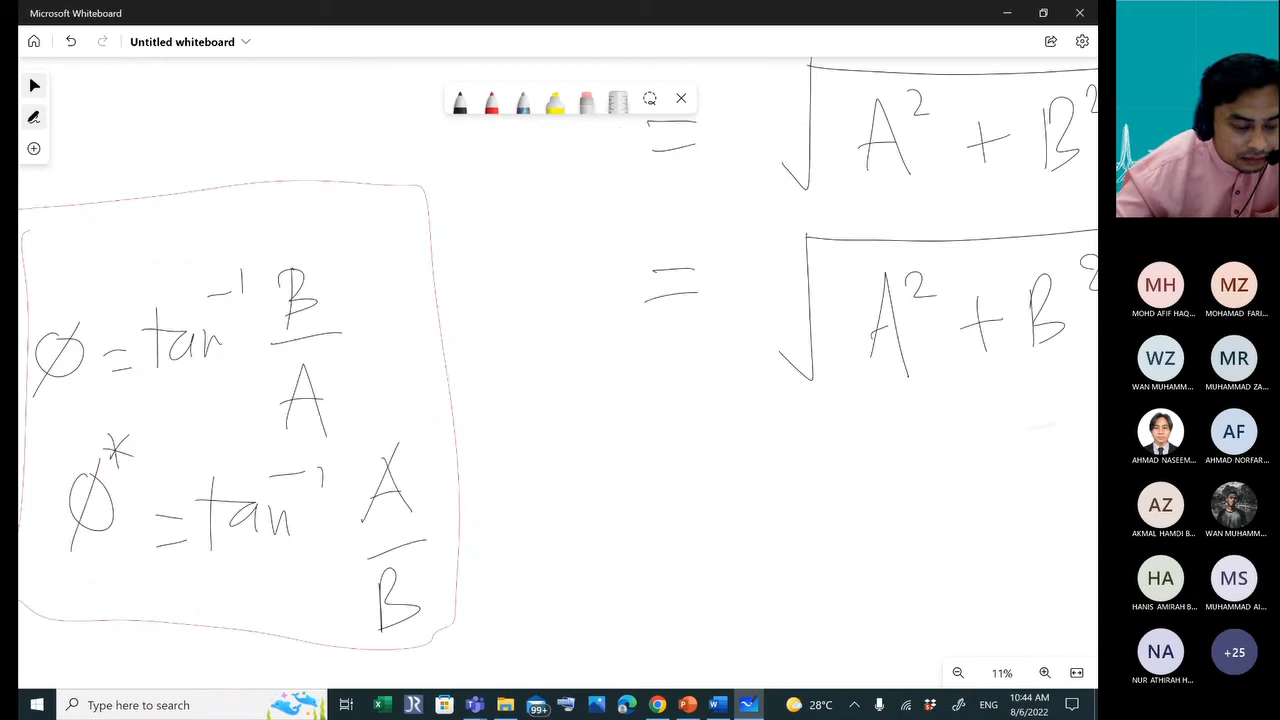 Microsoft Whiteboard
Untitled whiteboard
= √A² + B²
= √A² + B²
ø = tan⁻¹ B/A
ø* = tan⁻¹ A/B
MH
MOHD AFIF HAQ...
MZ
MOHAMAD FARI...
WZ
WAN MUHAMM...
MR
MUHAMMAD ZA...
AHMAD NASEEM...
AF
AHMAD NORFAR...
AZ
AKMAL HAMDI B...
WAN MUHAMM...
HA
HANIS AMIRAH B...
MS
MUHAMMAD AI...
NA
NUR ATHIRAH H...
+25
11%
Type here to search
99+
28°C
ENG
10:44 AM
8/6/2022